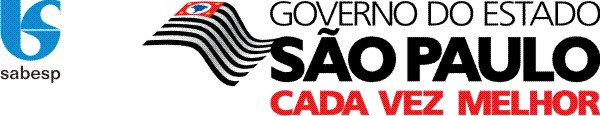 sabesp
GOVERNO DO ESTADO
SÃO PAULO
CADA VEZ MELHOR